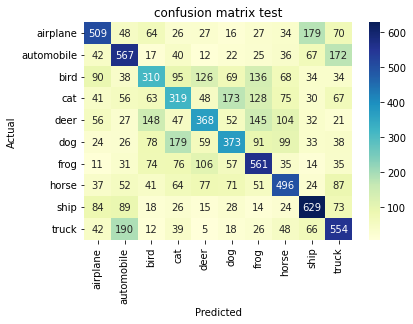 confusion matrix test
Actual
airplane 509 48 64 26 27 16 27 34 179 70
automobile 42 567 17 40 12 22 25 36 67 172
bird 90 38 310 95 126 69 136 68 34 34
cat 41 56 63 319 48 173 128 75 30 67
deer 56 27 148 47 368 52 145 104 32 21
dog 24 26 78 179 59 373 91 99 33 38
frog 11 31 74 76 106 57 561 35 14 35
horse 37 52 41 64 77 71 51 496 24 87
ship 84 89 18 26 15 28 14 24 629 73
truck 42 190 12 39 5 18 26 48 66 554
airplane automobile bird cat deer dog frog horse ship truck
Predicted
600
500
400
300
200
100